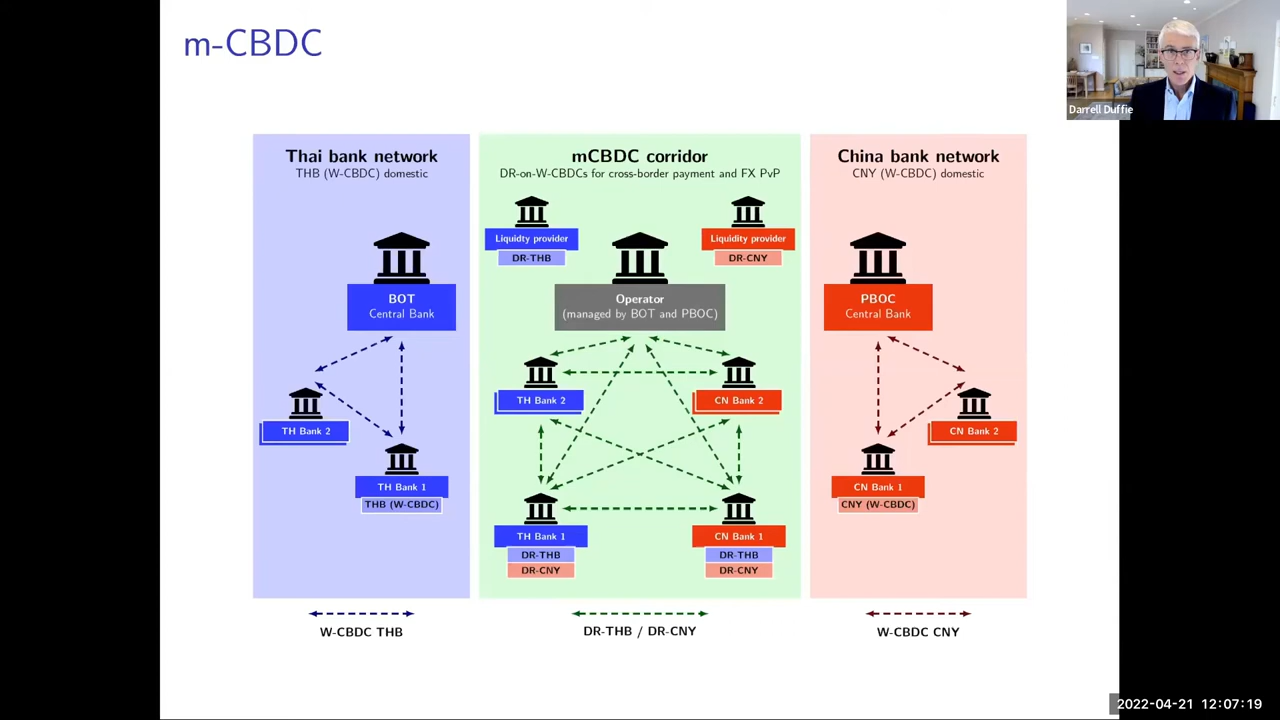 m-CBDC
Darrell Duffie
Thai bank network
THB (W-CBDC) domestic
BOT
Central Bank
TH Bank 2
TH Bank 1
THB (W-CBDC)
W-CBDC THB
mCBDC corridor
DR-on-W-CBDCs for cross-border payment and FX PvP
Liquidty provider
DR-THB
Liquidity provider
DR-CNY
Operator
(managed by BOT and PBOC)
TH Bank 2
CN Bank 2
TH Bank 1
DR-THB
DR-CNY
CN Bank 1
DR-THB
DR-CNY
DR-THB / DR-CNY
China bank network
CNY (W-CBDC) domestic
PBOC
Central Bank
CN Bank 2
CN Bank 1
CNY (W-CBDC)
W-CBDC CNY
2022-04-21 12:07:19